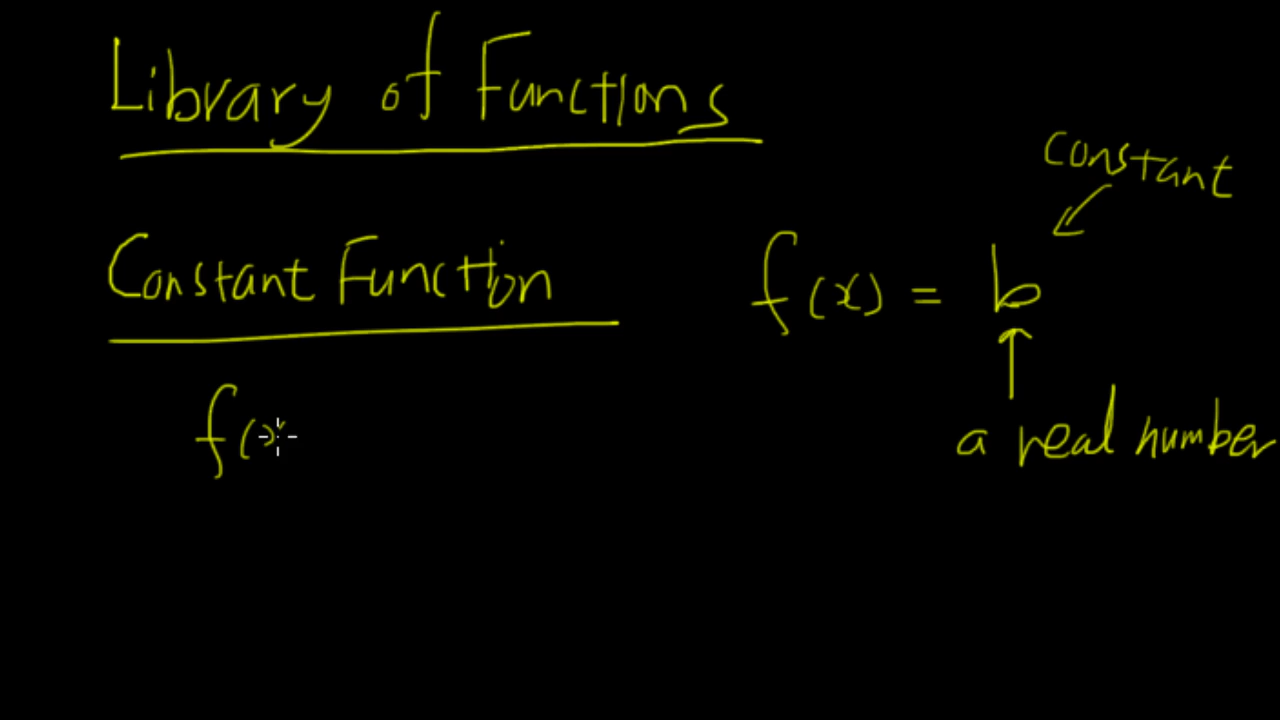 Library of Functions
constant
Constant Function f(x) = b
a real number
f(x